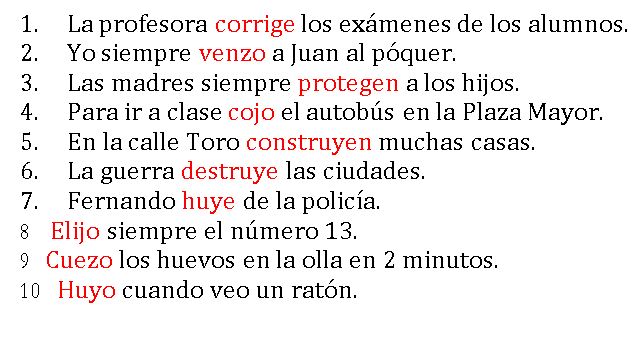 1. La profesora corrige los exámenes de los alumnos.
2. Yo siempre venzo a Juan al póquer.
3. Las madres siempre protegen a los hijos.
4. Para ir a clase cojo el autobús en la Plaza Mayor.
5. En la calle Toro construyen muchas casas.
6. La guerra destruye las ciudades.
7. Fernando huye de la policía.
8 Elijo siempre el número 13.
9 Cuezo los huevos en la olla en 2 minutos.
10 Huyo cuando veo un ratón.